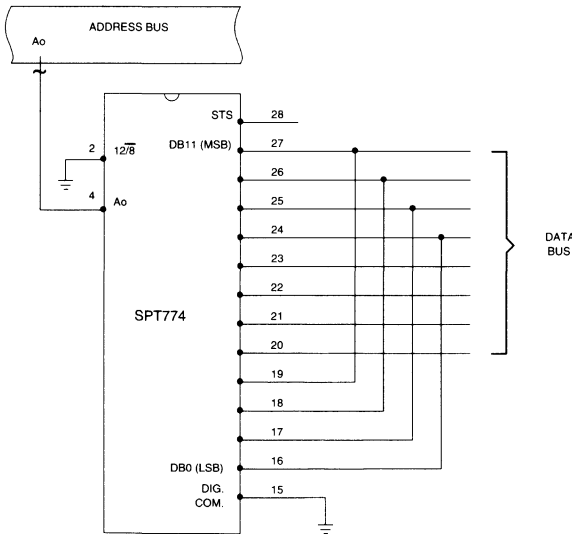 ADDRESS BUS
Ao
STS 28
2 12/8̅ DB11 (MSB) 27
26
4 Ao 25
24
DATA
BUS
23
22
SPT774 21
20
19
18
17
DB0 (LSB) 16
DIG.
COM. 15